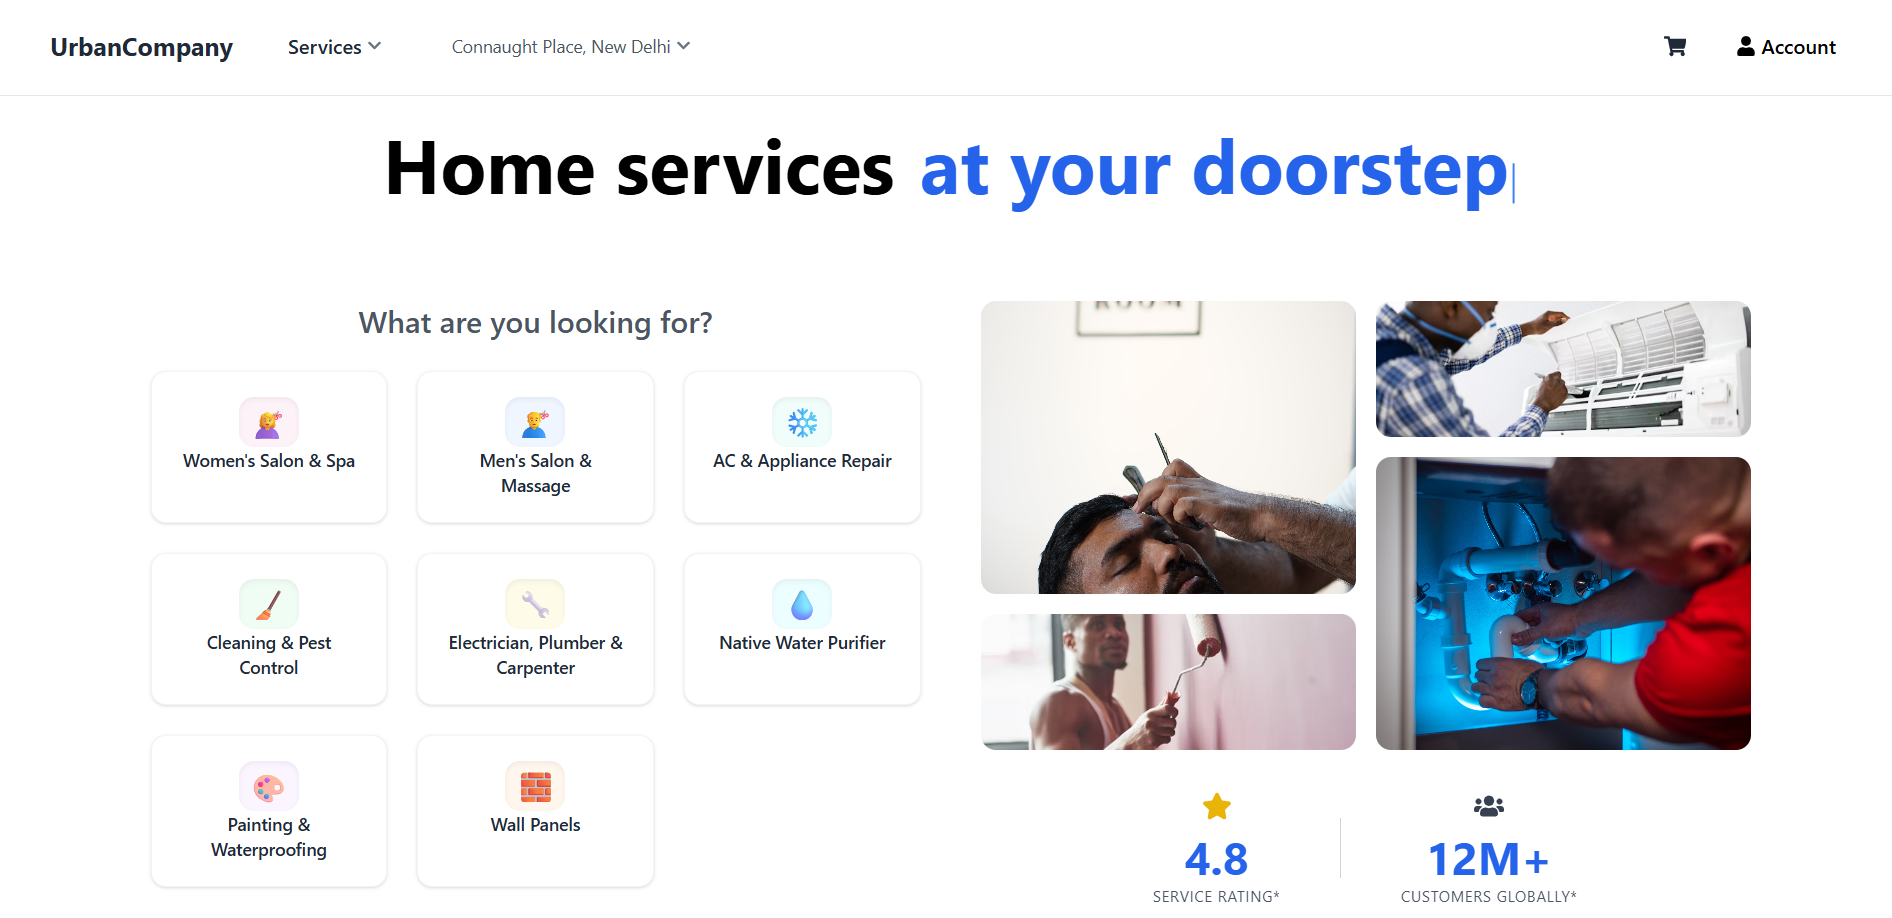 UrbanCompany
Services
Connaught Place, New Delhi
Account
Home services at your doorstep
What are you looking for?
Women's Salon & Spa
Men's Salon &
Massage
AC & Appliance Repair
Cleaning & Pest
Control
Electrician, Plumber &
Carpenter
Native Water Purifier
Painting &
Waterproofing
Wall Panels
ROOM
4.8
SERVICE RATING*
12M+
CUSTOMERS GLOBALLY*